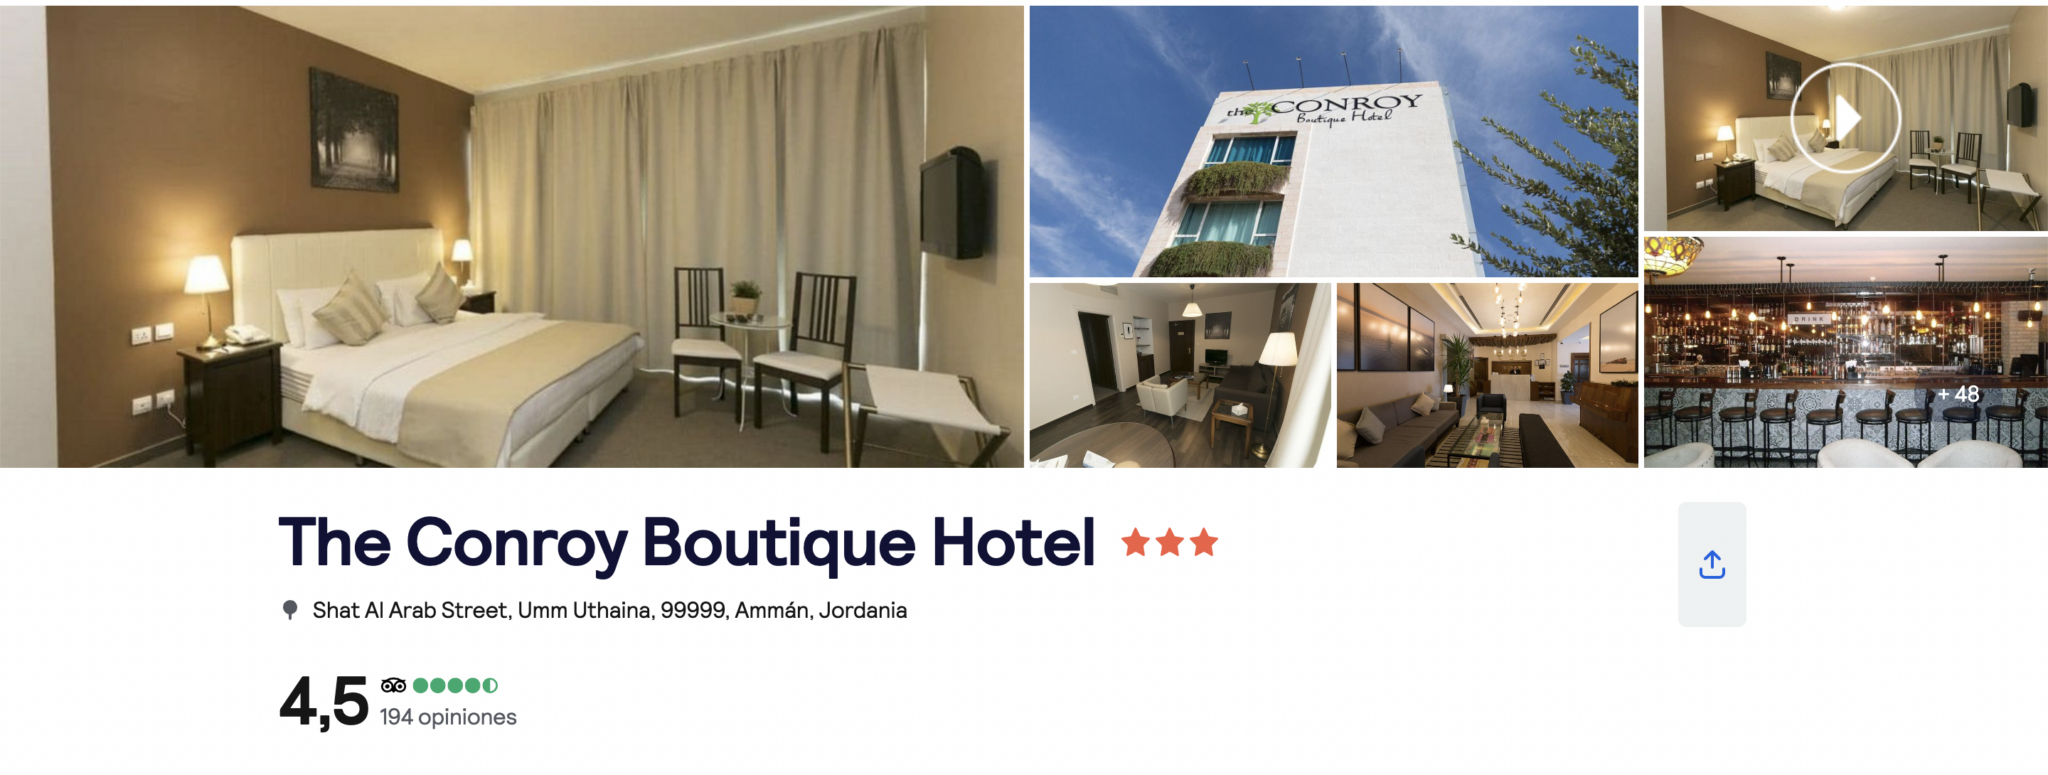 the CONROY
Boutique Hotel
DRINK
+ 48
The Conroy Boutique Hotel
Shat Al Arab Street, Umm Uthaina, 99999, Ammán, Jordania
4,5
194 opiniones